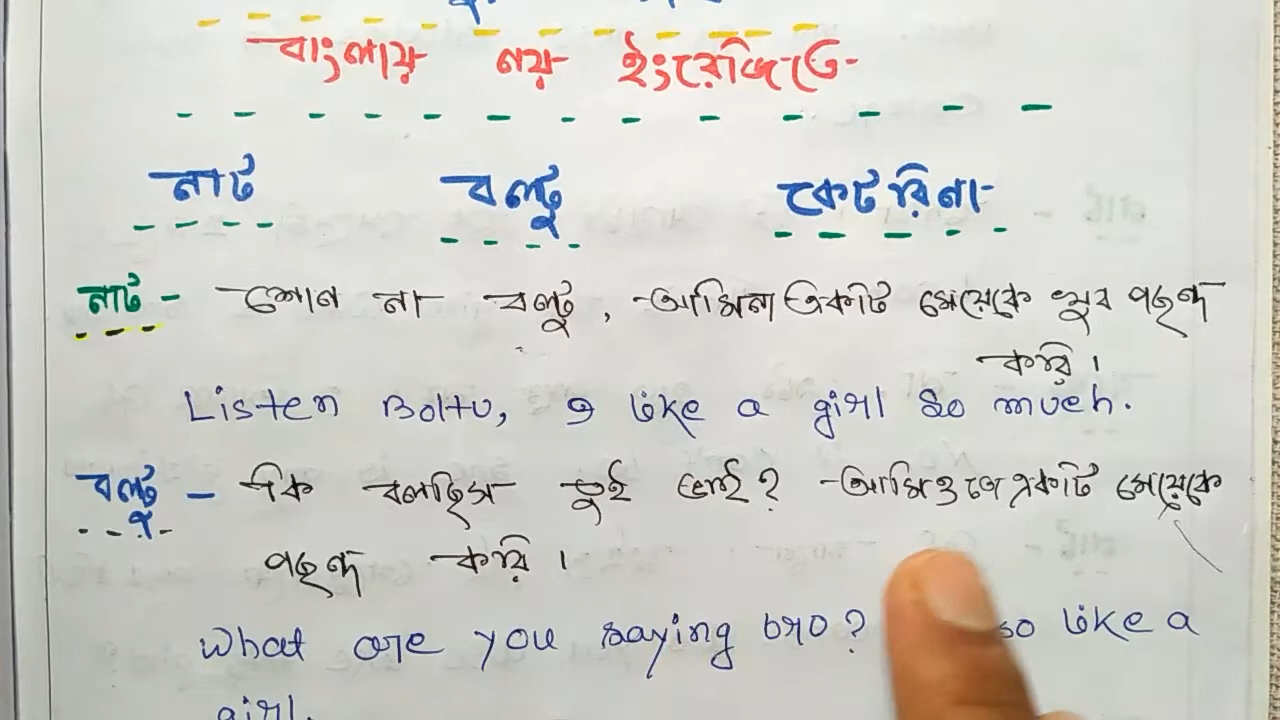 বাংলায় নয় ইংরেজিতে
নাট বল্টু কেটরিনা
নাট - শোন না বল্টু, আমিনা একটি মেয়েকে খুব পছন্দ
করি।
Listen Boltu, I like a girl so much.
বল্টু - কি বলছিস তুই ভাই? আমিও তো একটি মেয়েকে
পছন্দ করি।
What are you saying bro? so like a
girl.